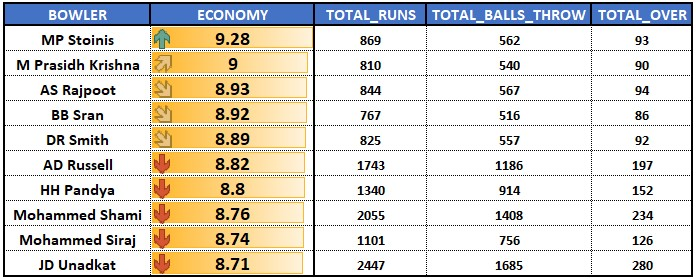 BOWLER ECONOMY TOTAL_RUNS TOTAL_BALLS_THROW TOTAL_OVER
MP Stoinis 9.28 869 562 93
M Prasidh Krishna 9 810 540 90
AS Rajpoot 8.93 844 567 94
BB Sran 8.92 767 516 86
DR Smith 8.89 825 557 92
AD Russell 8.82 1743 1186 197
HH Pandya 8.8 1340 914 152
Mohammed Shami 8.76 2055 1408 234
Mohammed Siraj 8.74 1101 756 126
JD Unadkat 8.71 2447 1685 280